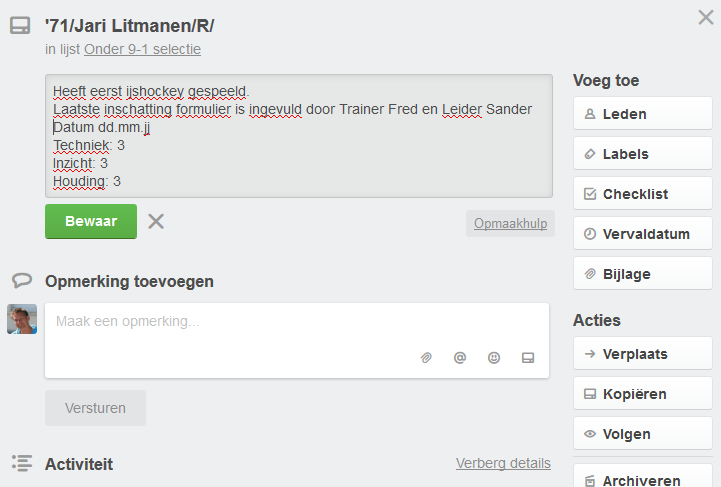 '71/Jari Litmanen/R/
in lijst Onder 9-1 selectie
Heeft eerst ijshockey gespeeld.
Laatste inschatting formulier is ingevuld door Trainer Fred en Leider Sander
Datum dd.mm.jj
Techniek: 3
Inzicht: 3
Houding: 3
Bewaar
Opmaakhulp
Opmerking toevoegen
Maak een opmerking...
Versturen
Activiteit
Verberg details
Voeg toe
Leden
Labels
Checklist
Vervaldatum
Bijlage
Acties
Verplaats
Kopiëren
Volgen
Archiveren